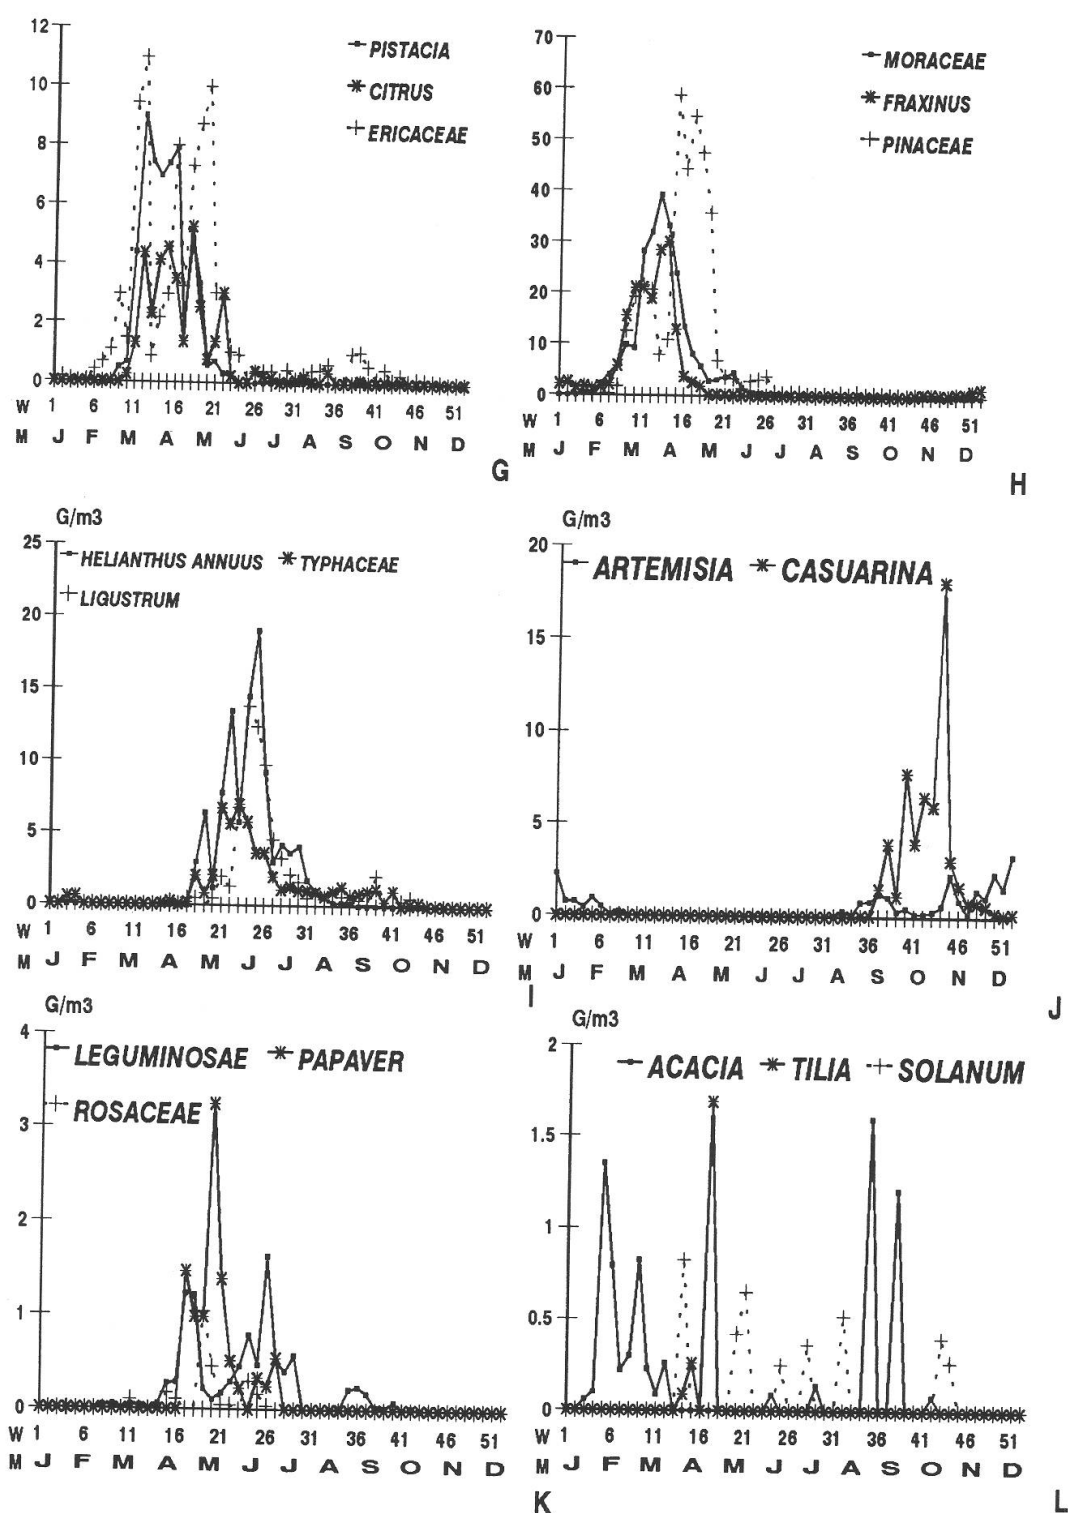 12
10
8
6
4
2
0
PISTACIA
CITRUS
ERICACEAE
W 1 6 11 16 21 26 31 36 41 46 51
M J F M A M J J A S O N D
G
70
60
50
40
30
20
10
0
MORACEAE
FRAXINUS
PINACEAE
W 1 6 11 16 21 26 31 36 41 46 51
M J F M A M J J A S O N D
H
G/m3
25
20
15
10
5
0
HELIANTHUS ANNUUS TYPHACEAE
LIGUSTRUM
W 1 6 11 16 21 26 31 36 41 46 51
M J F M A M J J A S O N D
I
G/m3
20
15
10
5
0
ARTEMISIA CASUARINA
W 1 6 11 16 21 26 31 36 41 46 51
M J F M A M J J A S O N D
J
G/m3
4
3
2
1
0
LEGUMINOSAE PAPAVER
ROSACEAE
W 1 6 11 16 21 26 31 36 41 46 51
M J F M A M J J A S O N D
K
G/m3
2
1.5
1
0.5
0
ACACIA TILIA SOLANUM
W 1 6 11 16 21 26 31 36 41 46 51
M J F M A M J J A S O N D
L